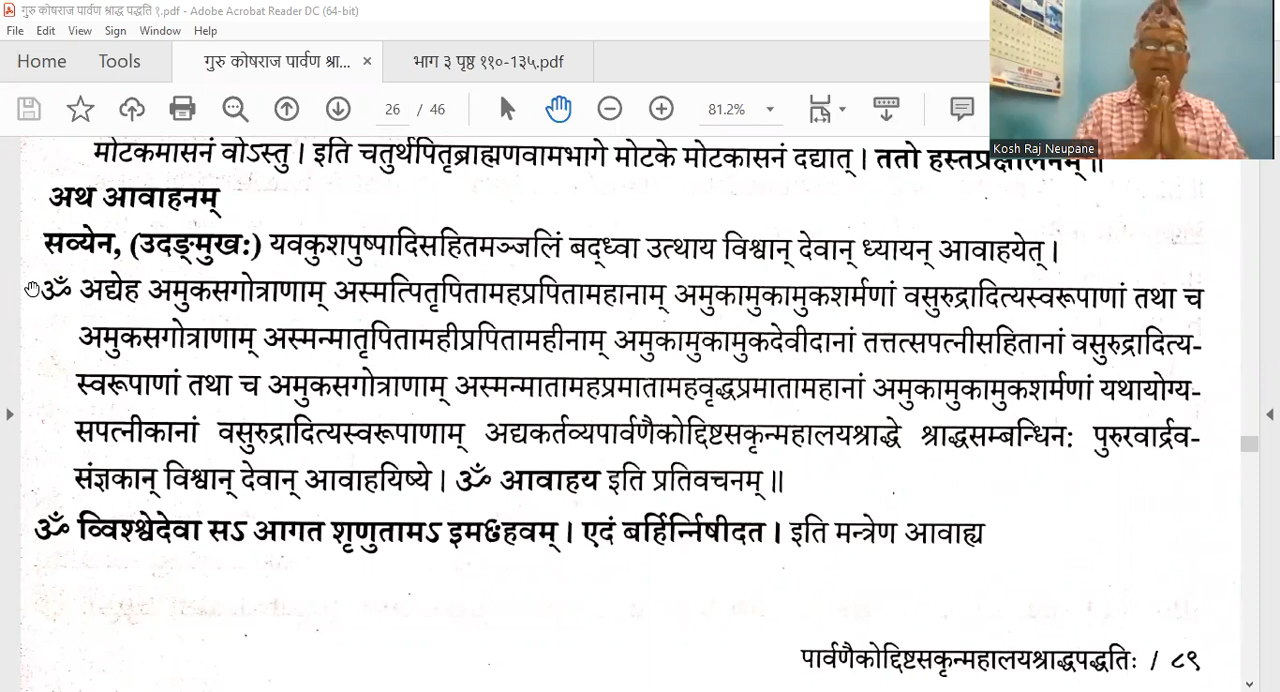 गुरु कोषराज पार्वण श्राद्ध पद्धति १.pdf - Adobe Acrobat Reader DC (64-bit)
File Edit View Sign Window Help
Home Tools गुरु कोषराज पार्वण श्रा... × भाग ३ पृष्ठ ११०-१३५.pdf
26 / 46 81.2%
Kosh Raj Neupane
मोटकमासनं वोऽस्तु । इति चतुर्थपितृब्राह्मणवामभागे मोटके मोटकासनं दद्यात् । ततो हस्तप्रक्षालनम् ॥
अथ आवाहनम्
सव्येन, (उदङ्मुखः) यवकुशपुष्पादिसहितमञ्जलिं बद्ध्वा उत्थाय विश्वान् देवान् ध्यायन् आवाहयेत् ।
ॐ अद्येह अमुकसगोत्राणाम् अस्मत्पितृपितामहप्रपितामहानाम् अमुकामुकामुकशर्मणां वसुरुद्रादित्यस्वरूपाणां तथा च
अमुकसगोत्राणाम् अस्मन्मातृपितामहीप्रपितामहीनाम् अमुकामुकामुकदेवीदानां तत्तत्सपत्नीसहितानां वसुरुद्रादित्य-
स्वरूपाणां तथा च अमुकसगोत्राणाम् अस्मन्मातामहप्रमातामहवृद्धप्रमातामहानां अमुकामुकामुकशर्मणां यथायोग्य-
सपत्नीकानां वसुरुद्रादित्यस्वरूपाणाम् अद्यकर्तव्यपार्वणैकोद्दिष्टसकृन्महालयश्राद्धे श्राद्धसम्बन्धिनः पुरुरवार्द्रव-
संज्ञकान् विश्वान् देवान् आवाहयिष्ये । ॐ आवाहय इति प्रतिवचनम् ॥
ॐ व्विश्श्वेदेवा सऽ आगत शृणुतामऽ इमꣳहवम् । एदं बर्हिर्न्निषीदत । इति मन्त्रेण आवाह्य
पार्वणैकोद्दिष्टसकृन्महालयश्राद्धपद्धतिः / ८९